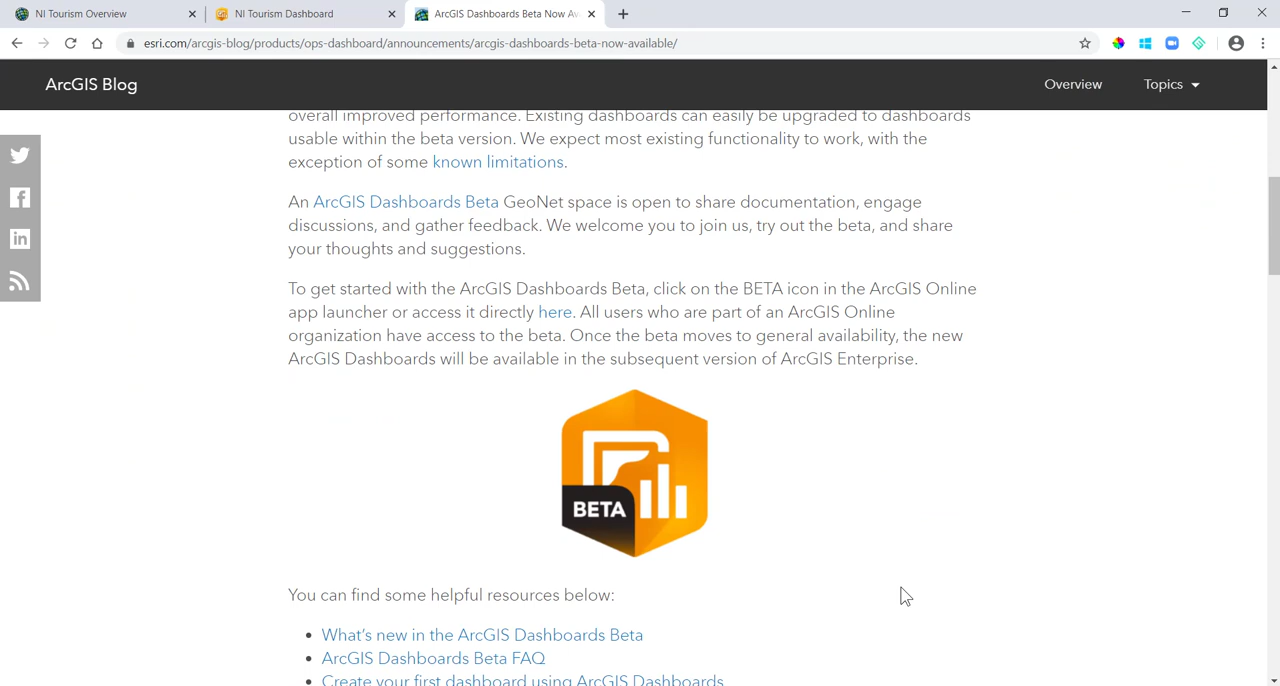 NI Tourism Overview
NI Tourism Dashboard
ArcGIS Dashboards Beta Now Av
esri.com/arcgis-blog/products/ops-dashboard/announcements/arcgis-dashboards-beta-now-available/
ArcGIS Blog
Overview
Topics
overall improved performance. Existing dashboards can easily be upgraded to dashboards
usable within the beta version. We expect most existing functionality to work, with the
exception of some known limitations.
An ArcGIS Dashboards Beta GeoNet space is open to share documentation, engage
discussions, and gather feedback. We welcome you to join us, try out the beta, and share
your thoughts and suggestions.
To get started with the ArcGIS Dashboards Beta, click on the BETA icon in the ArcGIS Online
app launcher or access it directly here. All users who are part of an ArcGIS Online
organization have access to the beta. Once the beta moves to general availability, the new
ArcGIS Dashboards will be available in the subsequent version of ArcGIS Enterprise.
BETA
You can find some helpful resources below:
• What's new in the ArcGIS Dashboards Beta
• ArcGIS Dashboards Beta FAQ
• Create your first dashboard using ArcGIS Dashboards